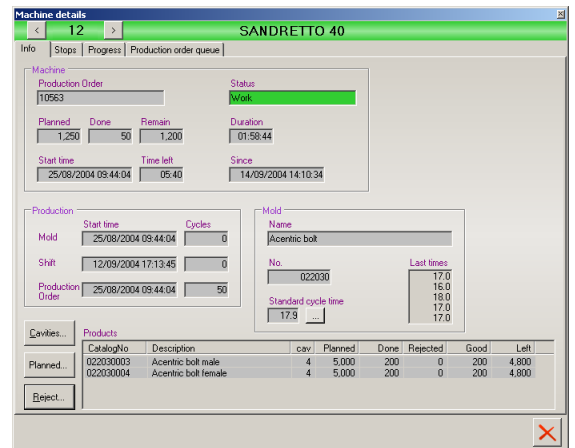 Machine details
< 12 > SANDRETTO 40
Info Stops Progress Production order queue
Machine
Production Order Status
10563 Work
Planned Done Remain Duration
1,250 50 1,200 01:58:44
Start time Time left Since
25/08/2004 09:44:04 05:40 14/09/2004 14:10:34
Production Mold
Start time Cycles Name
Mold 25/08/2004 09:44:04 0 Acentric bolt
Shift 12/09/2004 17:13:45 0 No. Last times
022030 17.0
16.0
18.0
17.0
17.0
Production Order 25/08/2004 09:44:04 50 Standard cycle time
17.9 ...
Cavities... Products
CatalogNo Description cav Planned Done Rejected Good Left
022030003 Acentric bolt male 4 5,000 200 0 200 4,800
022030004 Acentric bolt female 4 5,000 200 0 200 4,800
Planned...
Reject...